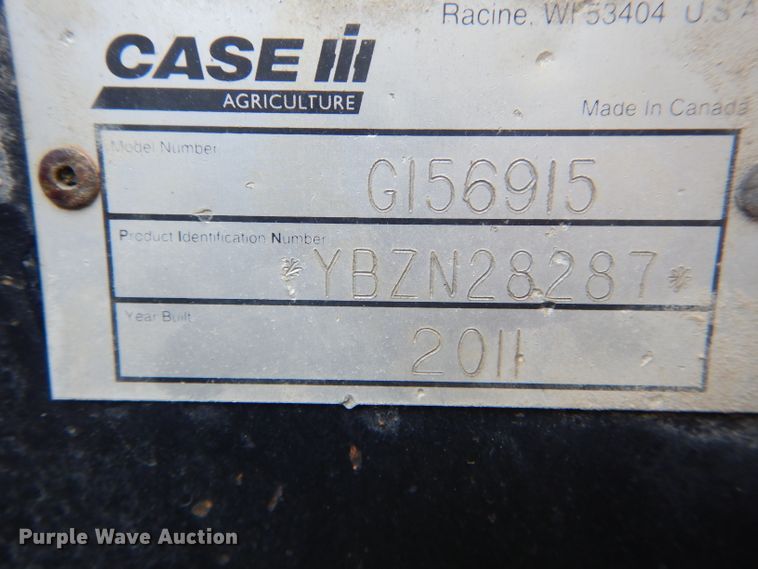 Racine, WI 53404 U.S.A
CASE IH
AGRICULTURE
Made In Canada
Model Number
G156915
Product Identification Number
*YBZN28287*
Year Built
2011
Purple Wave Auction